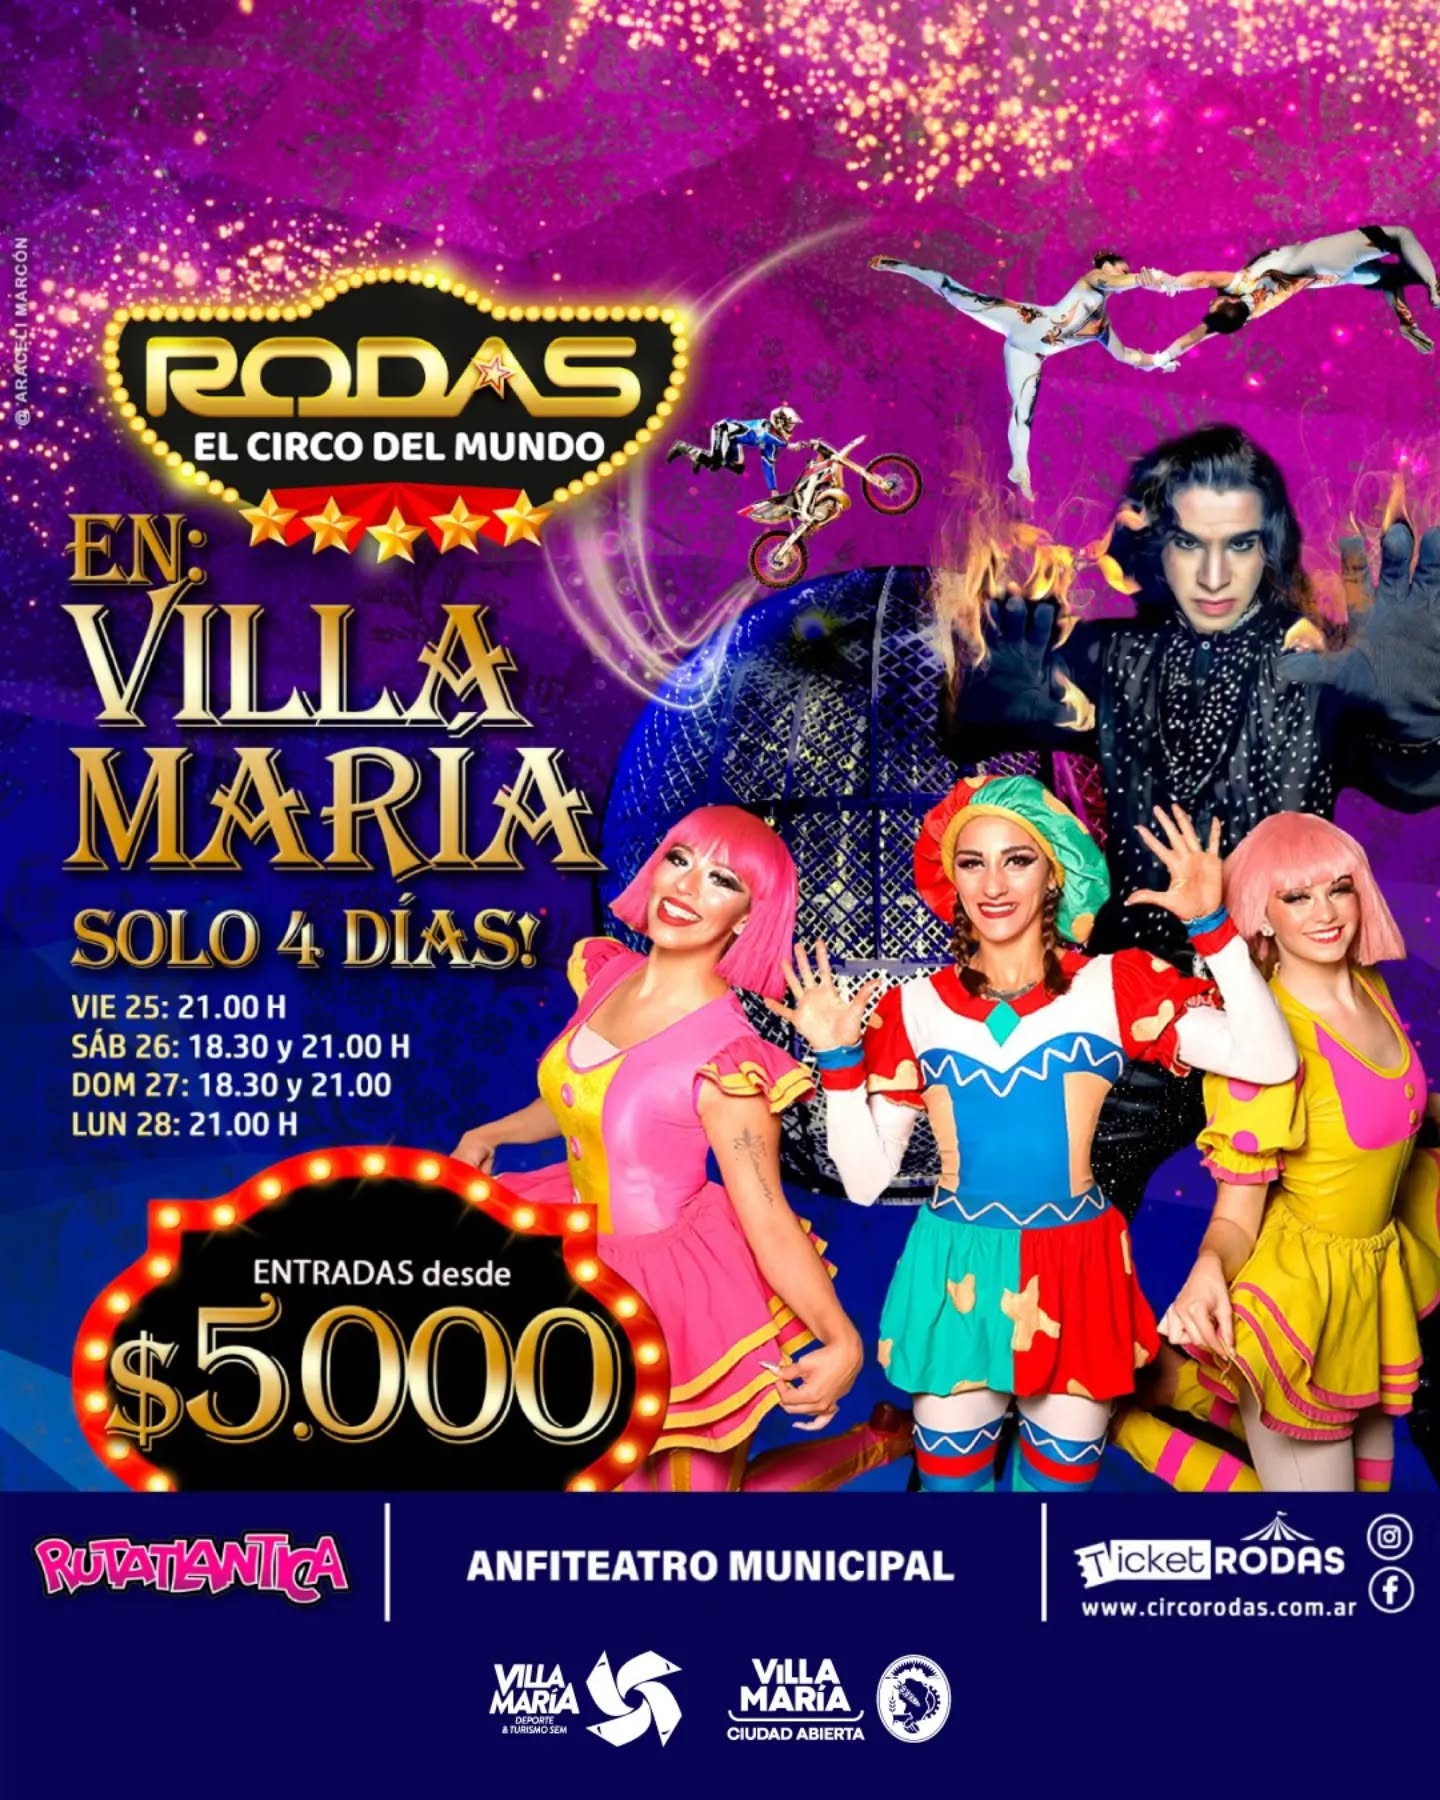 @ ARACELI MARCÓN
RODAS
EL CIRCO DEL MUNDO
EN:
VILLA
MARÍA
SOLO 4 DÍAS!
VIE 25: 21.00 H
SÁB 26: 18.30 y 21.00 H
DOM 27: 18.30 y 21.00
LUN 28: 21.00 H
ENTRADAS desde
$5.000
RUTATLANTICA
ANFITEATRO MUNICIPAL
Ticket RODAS
www.circorodas.com.ar
VILLA
MARÍA
DEPORTE
& TURISMO SEM
VILLA
MARÍA
CIUDAD ABIERTA